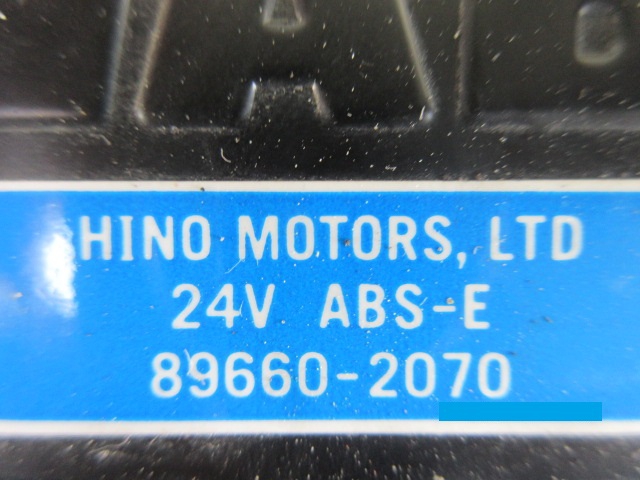 HINO MOTORS, LTD
24V ABS-E
89660-2070